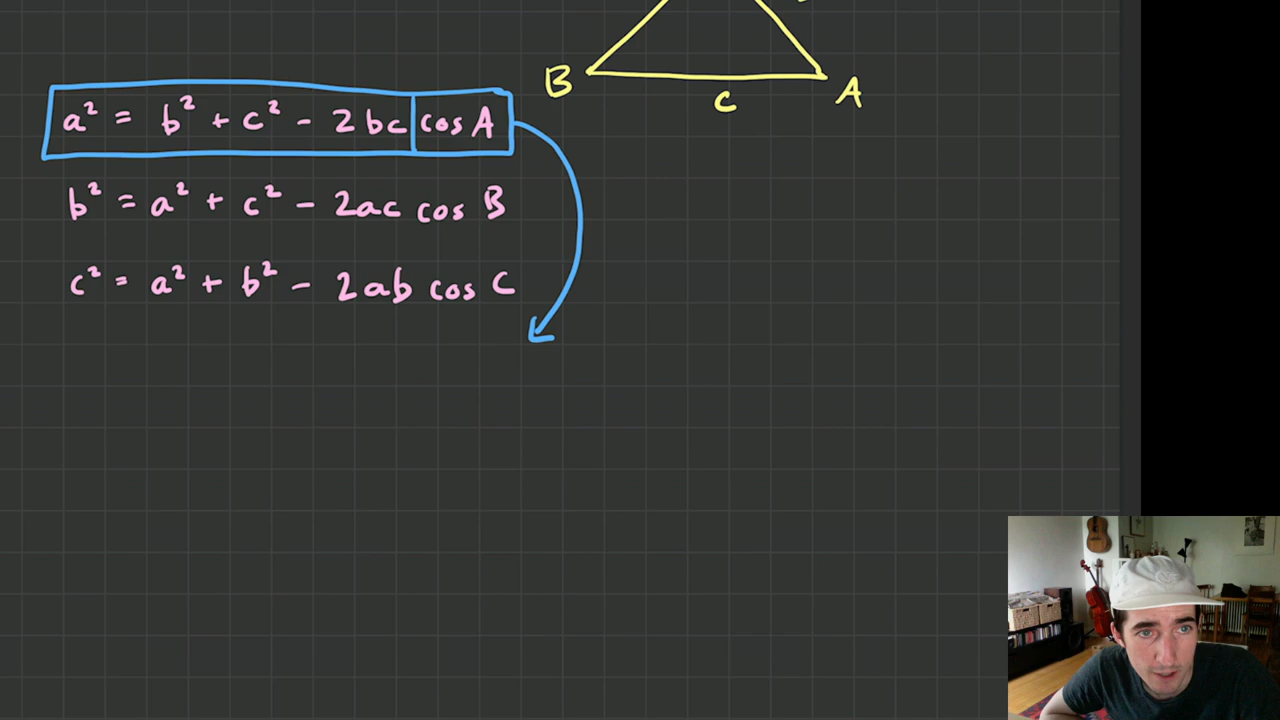 B
c
A
a² = b² + c² - 2bc cos A
b² = a² + c² - 2ac cos B
c² = a² + b² - 2ab cos C